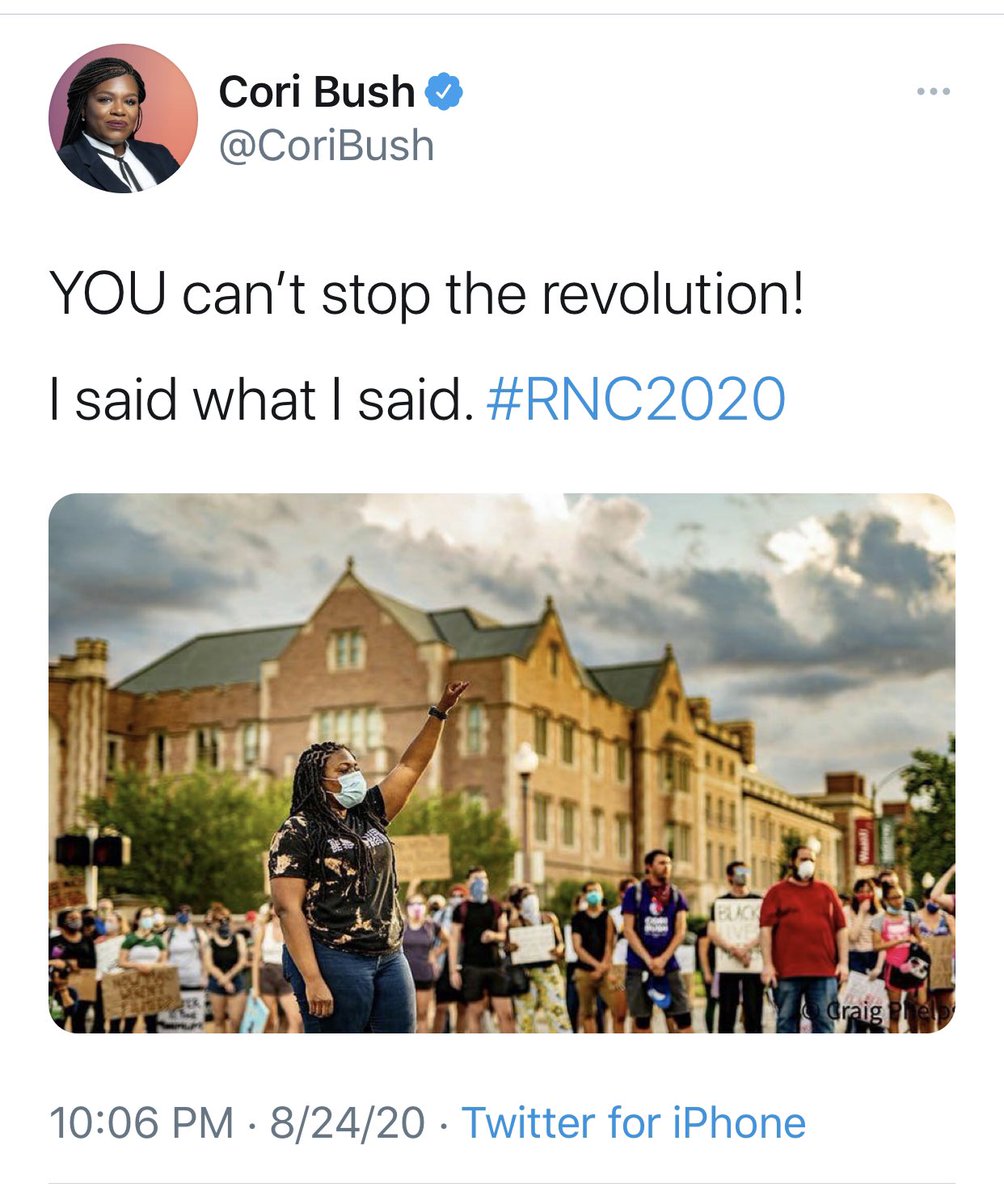 Cori Bush
@CoriBush
YOU can't stop the revolution!
I said what I said. #RNC2020
BLACK
© Craig Phelps
10:06 PM · 8/24/20 · Twitter for iPhone